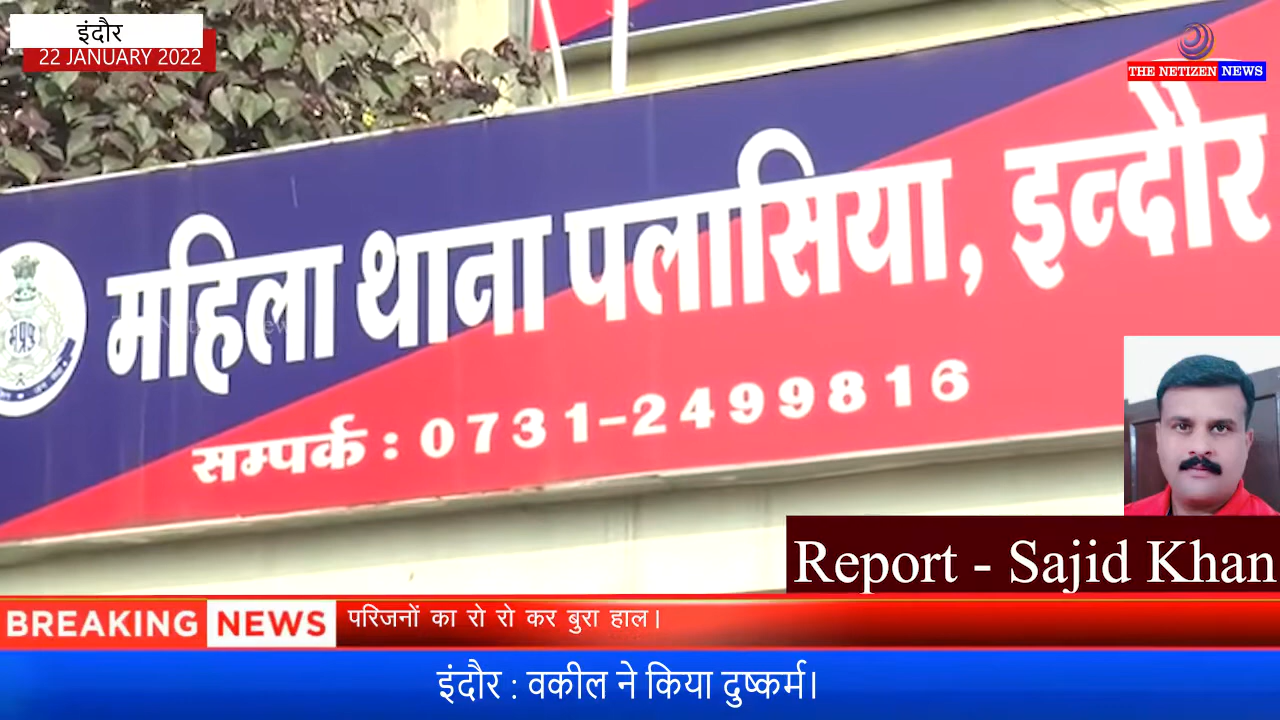 इंदौर
22 JANUARY 2022
THE NETIZEN NEWS
महिला थाना पलासिया, इन्दौर
सम्पर्क : 0731-2499816
Report - Sajid Khan
BREAKING NEWS
परिजनों का रो रो कर बुरा हाल।
इंदौर : वकील ने किया दुष्कर्म।